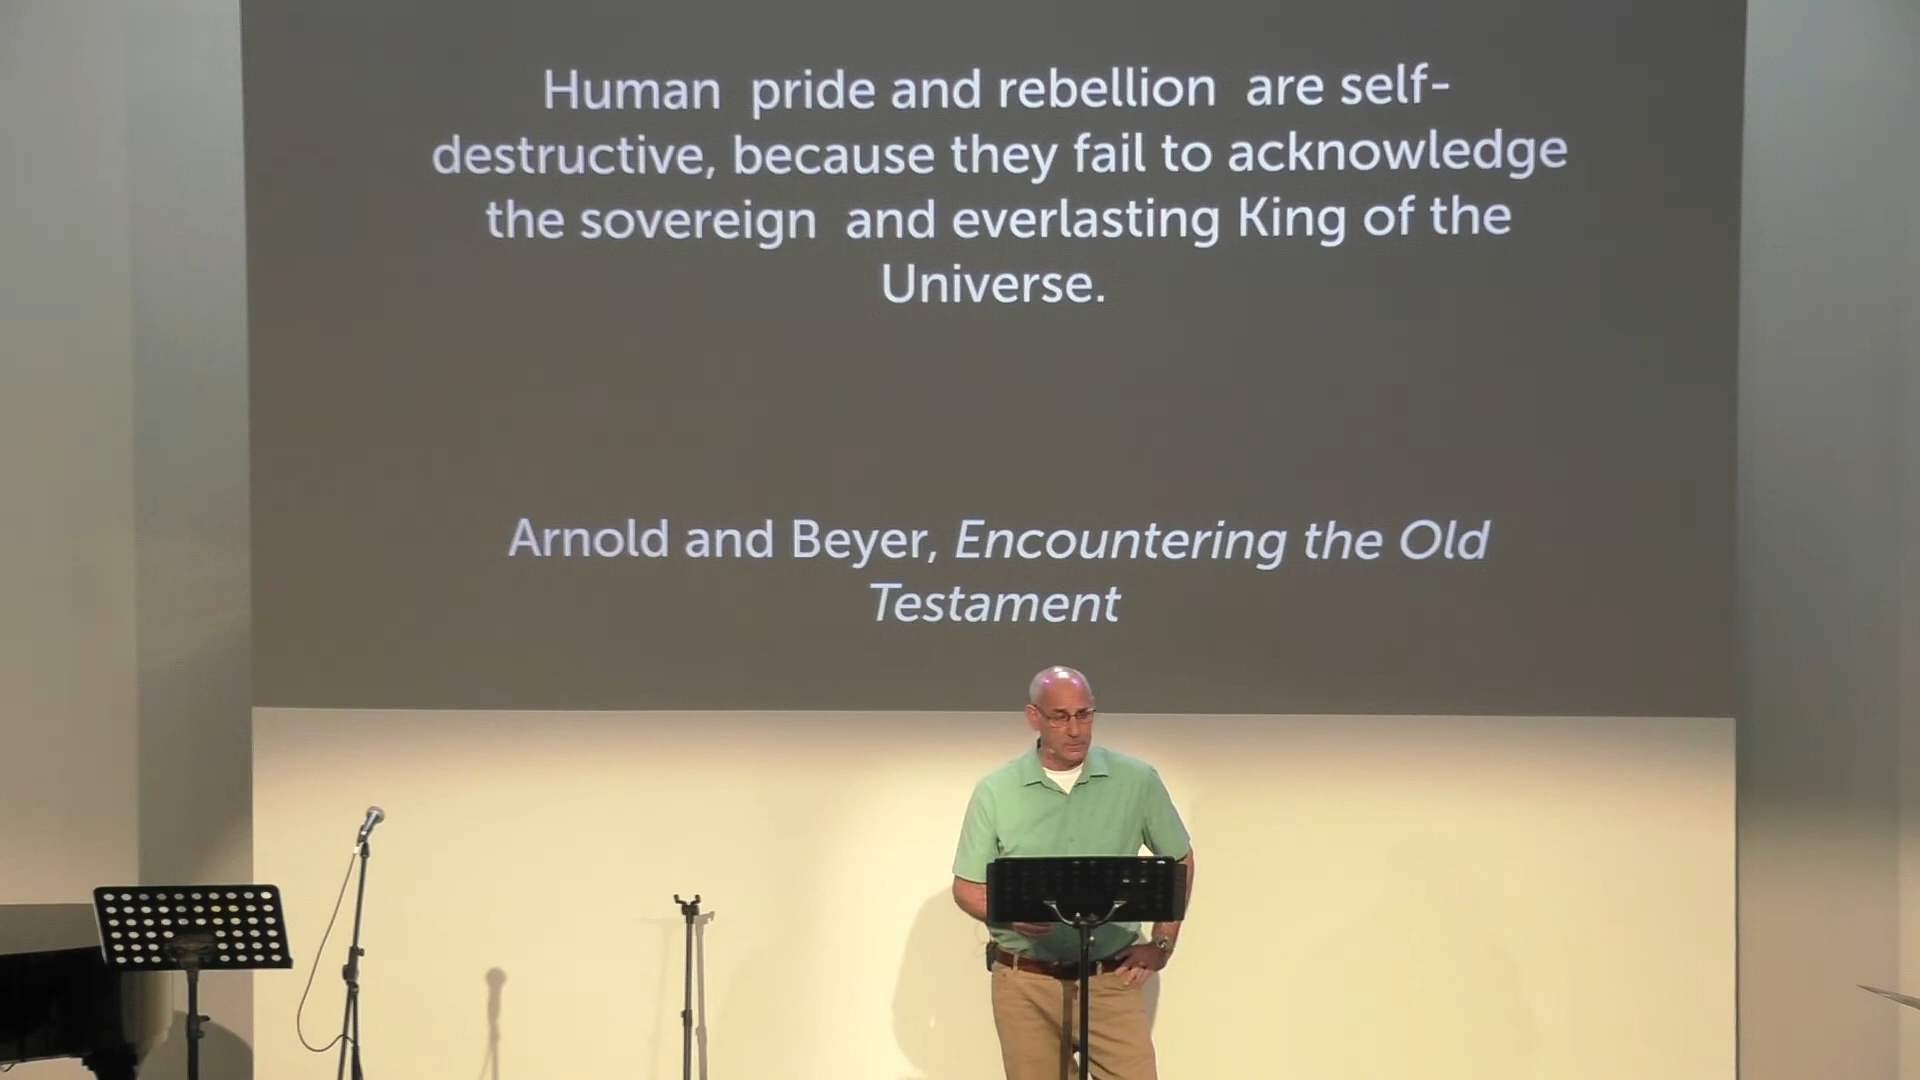 Human pride and rebellion are self-
destructive, because they fail to acknowledge
the sovereign and everlasting King of the
Universe.
Arnold and Beyer, Encountering the Old
Testament